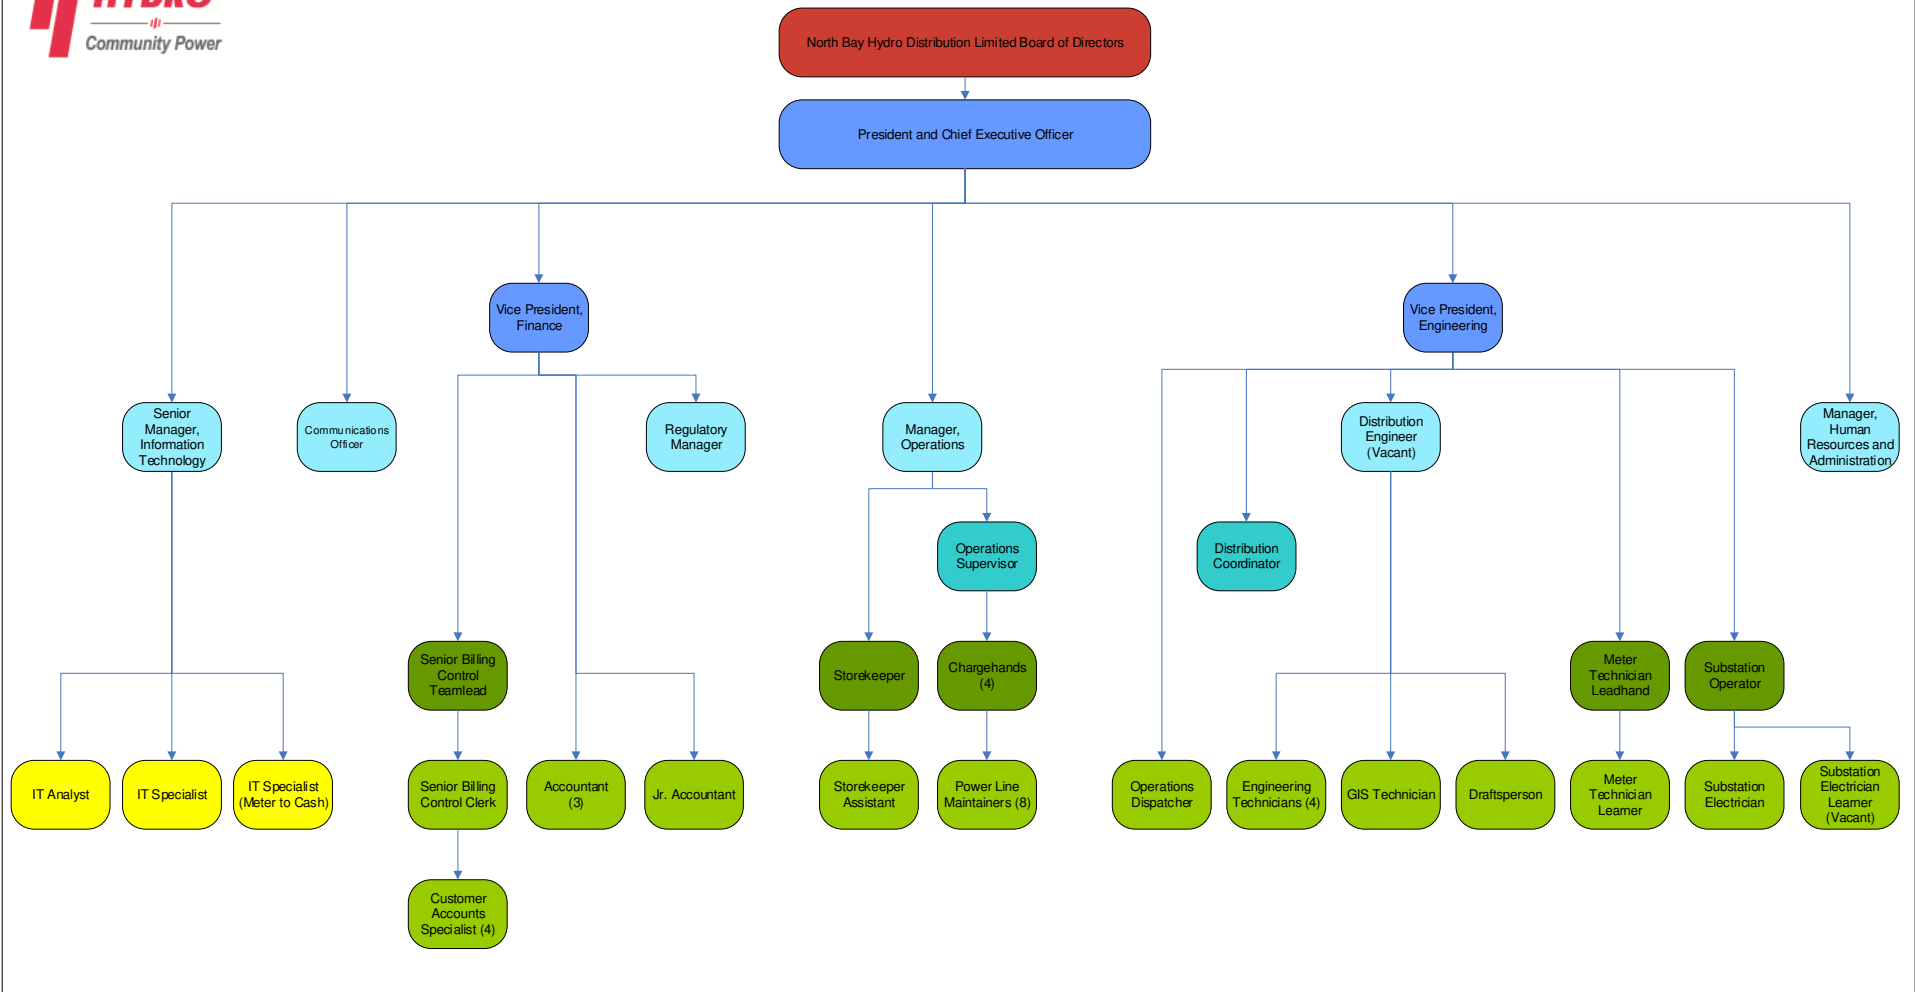 HYDRO
Community Power
North Bay Hydro Distribution Limited Board of Directors
President and Chief Executive Officer
Vice President,
Finance
Vice President,
Engineering
Senior
Manager,
Information
Technology
Communications
Officer
Regulatory
Manager
Manager,
Operations
Distribution
Engineer
(Vacant)
Manager,
Human
Resources and
Administration
Operations
Supervisor
Distribution
Coordinator
Senior Billing
Control
Teamlead
Storekeeper
Chargehands
(4)
Meter
Technician
Leadhand
Substation
Operator
IT Analyst
IT Specialist
IT Specialist
(Meter to Cash)
Senior Billing
Control Clerk
Accountant
(3)
Jr. Accountant
Storekeeper
Assistant
Power Line
Maintainers (8)
Operations
Dispatcher
Engineering
Technicians (4)
GIS Technician
Draftsperson
Meter
Technician
Learner
Substation
Electrician
Substation
Electrician
Learner
(Vacant)
Customer
Accounts
Specialist (4)